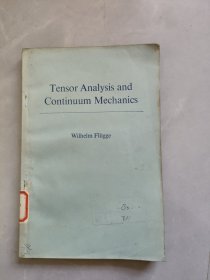 Tensor Analysis and
Continuum Mechanics
Wilhelm Flügge